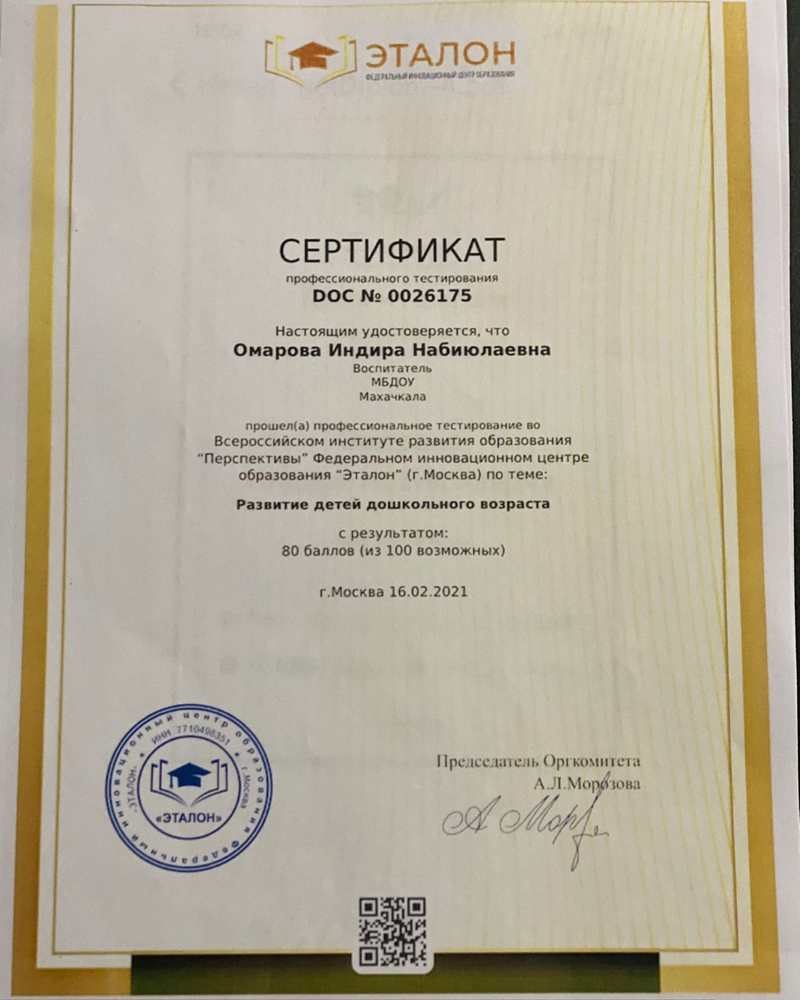 ЭТАЛОН
ФЕДЕРАЛЬНЫЙ ИННОВАЦИОННЫЙ ЦЕНТР ОБРАЗОВАНИЯ
СЕРТИФИКАТ
профессионального тестирования
DOC № 0026175
Настоящим удостоверяется, что
Омарова Индира Набиюлаевна
Воспитатель
МБДОУ
Махачкала
прошел(а) профессиональное тестирование во
Всероссийском институте развития образования
“Перспективы” Федеральном инновационном центре
образования “Эталон” (г.Москва) по теме:
Развитие детей дошкольного возраста
с результатом:
80 баллов (из 100 возможных)
г.Москва 16.02.2021
Федеральный инновационный центр образования
-ЭТАЛОН- * ИНН 7710498351 * г.Москва
«ЭТАЛОН»
Председатель Оргкомитета
А.Л.Морозова